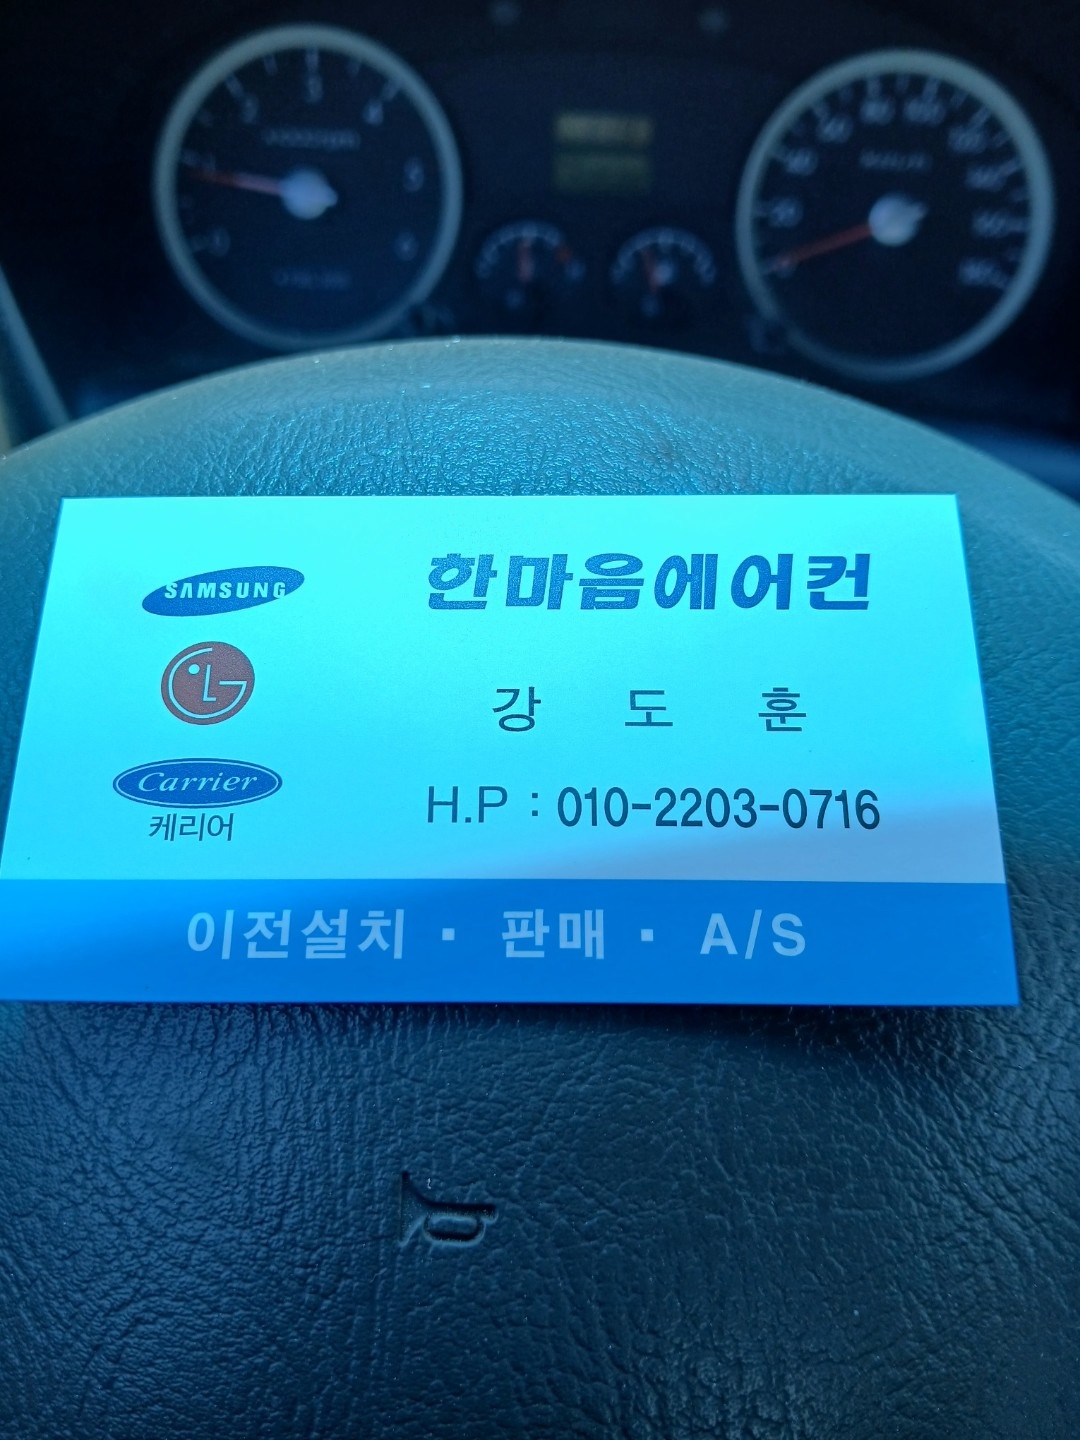 SAMSUNG
LG
Carrier
케리어
한마음에어컨
강 도 훈
H.P : 010-2203-0716
이전설치 · 판매 · A/S